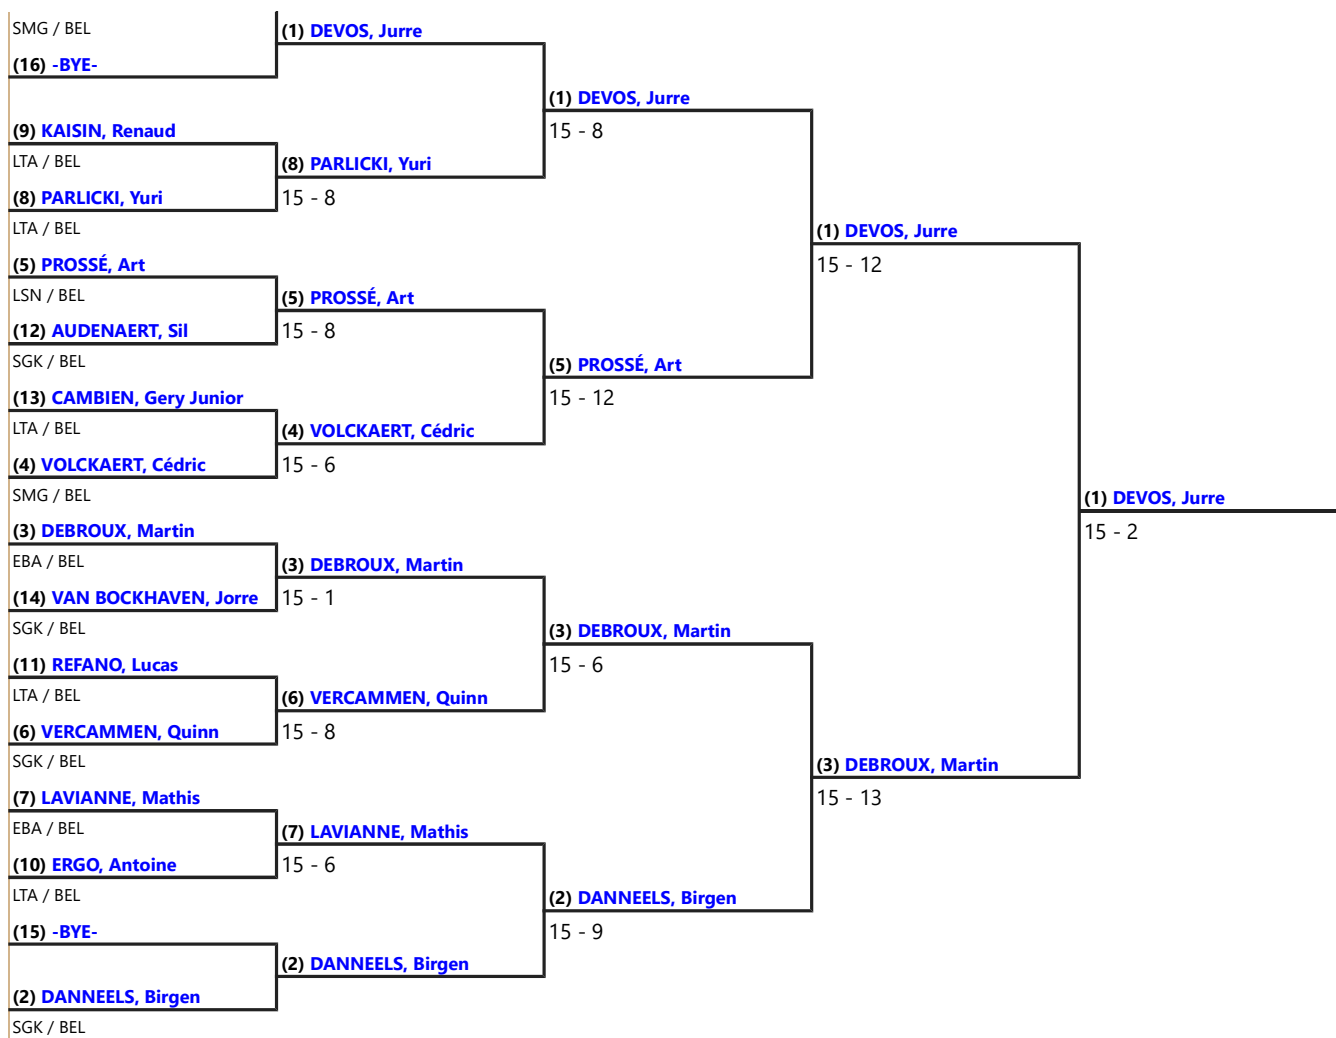 SMG / BEL
(16) -BYE-
(9) KAISIN, Renaud
LTA / BEL
(8) PARLICKI, Yuri
LTA / BEL
(5) PROSSÉ, Art
LSN / BEL
(12) AUDENAERT, Sil
SGK / BEL
(13) CAMBIEN, Gery Junior
LTA / BEL
(4) VOLCKAERT, Cédric
SMG / BEL
(3) DEBROUX, Martin
EBA / BEL
(14) VAN BOCKHAVEN, Jorre
SGK / BEL
(11) REFANO, Lucas
LTA / BEL
(6) VERCAMMEN, Quinn
SGK / BEL
(7) LAVIANNE, Mathis
EBA / BEL
(10) ERGO, Antoine
LTA / BEL
(15) -BYE-
(2) DANNEELS, Birgen
SGK / BEL
(1) DEVOS, Jurre
(8) PARLICKI, Yuri
15 - 8
(5) PROSSÉ, Art
15 - 8
(4) VOLCKAERT, Cédric
15 - 6
(3) DEBROUX, Martin
15 - 1
(6) VERCAMMEN, Quinn
15 - 8
(7) LAVIANNE, Mathis
15 - 6
(2) DANNEELS, Birgen
(1) DEVOS, Jurre
15 - 8
(5) PROSSÉ, Art
15 - 12
(3) DEBROUX, Martin
15 - 6
(2) DANNEELS, Birgen
15 - 9
(1) DEVOS, Jurre
15 - 12
(3) DEBROUX, Martin
15 - 13
(1) DEVOS, Jurre
15 - 2